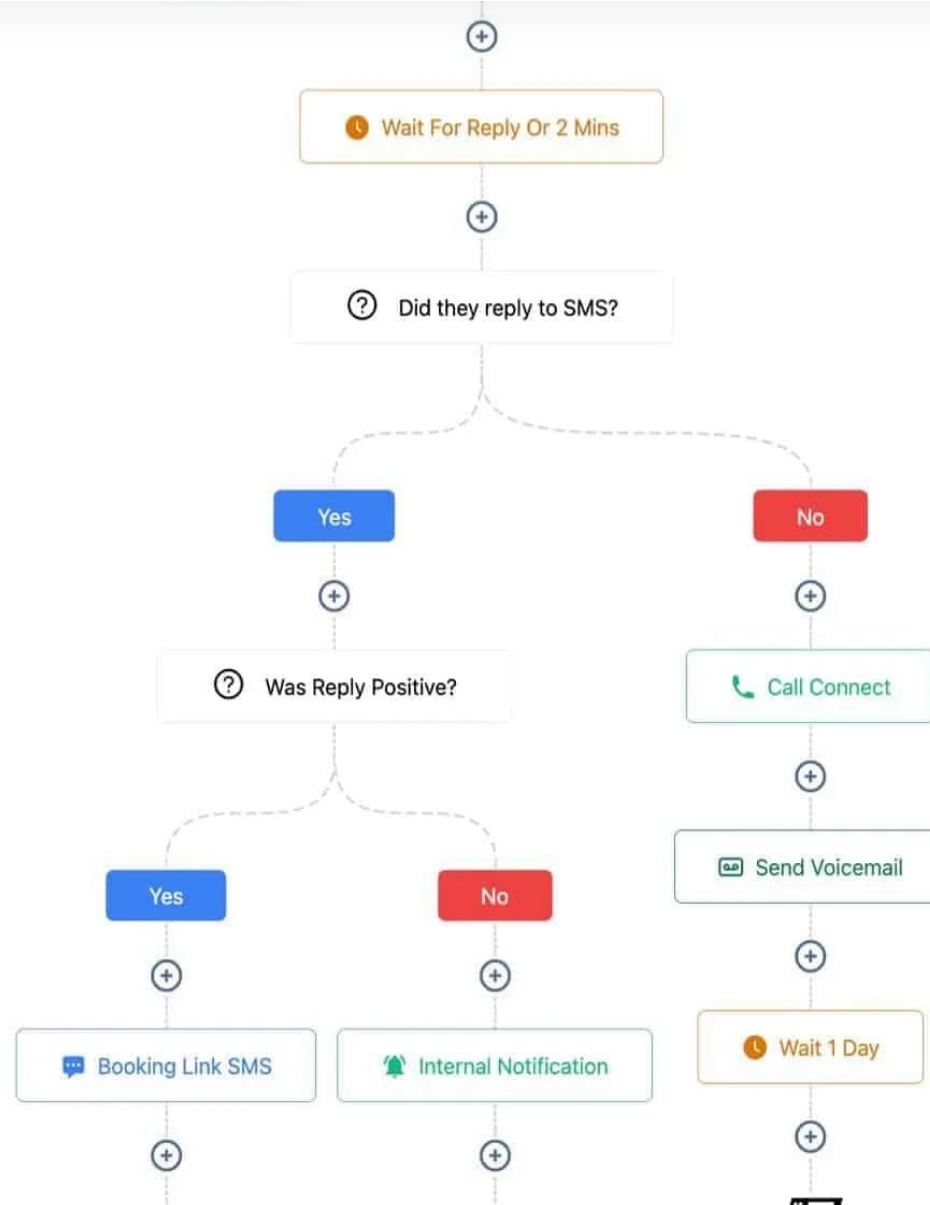 Wait For Reply Or 2 Mins
Did they reply to SMS?
Yes
No
Was Reply Positive?
Call Connect
Send Voicemail
Yes
No
Wait 1 Day
Booking Link SMS
Internal Notification